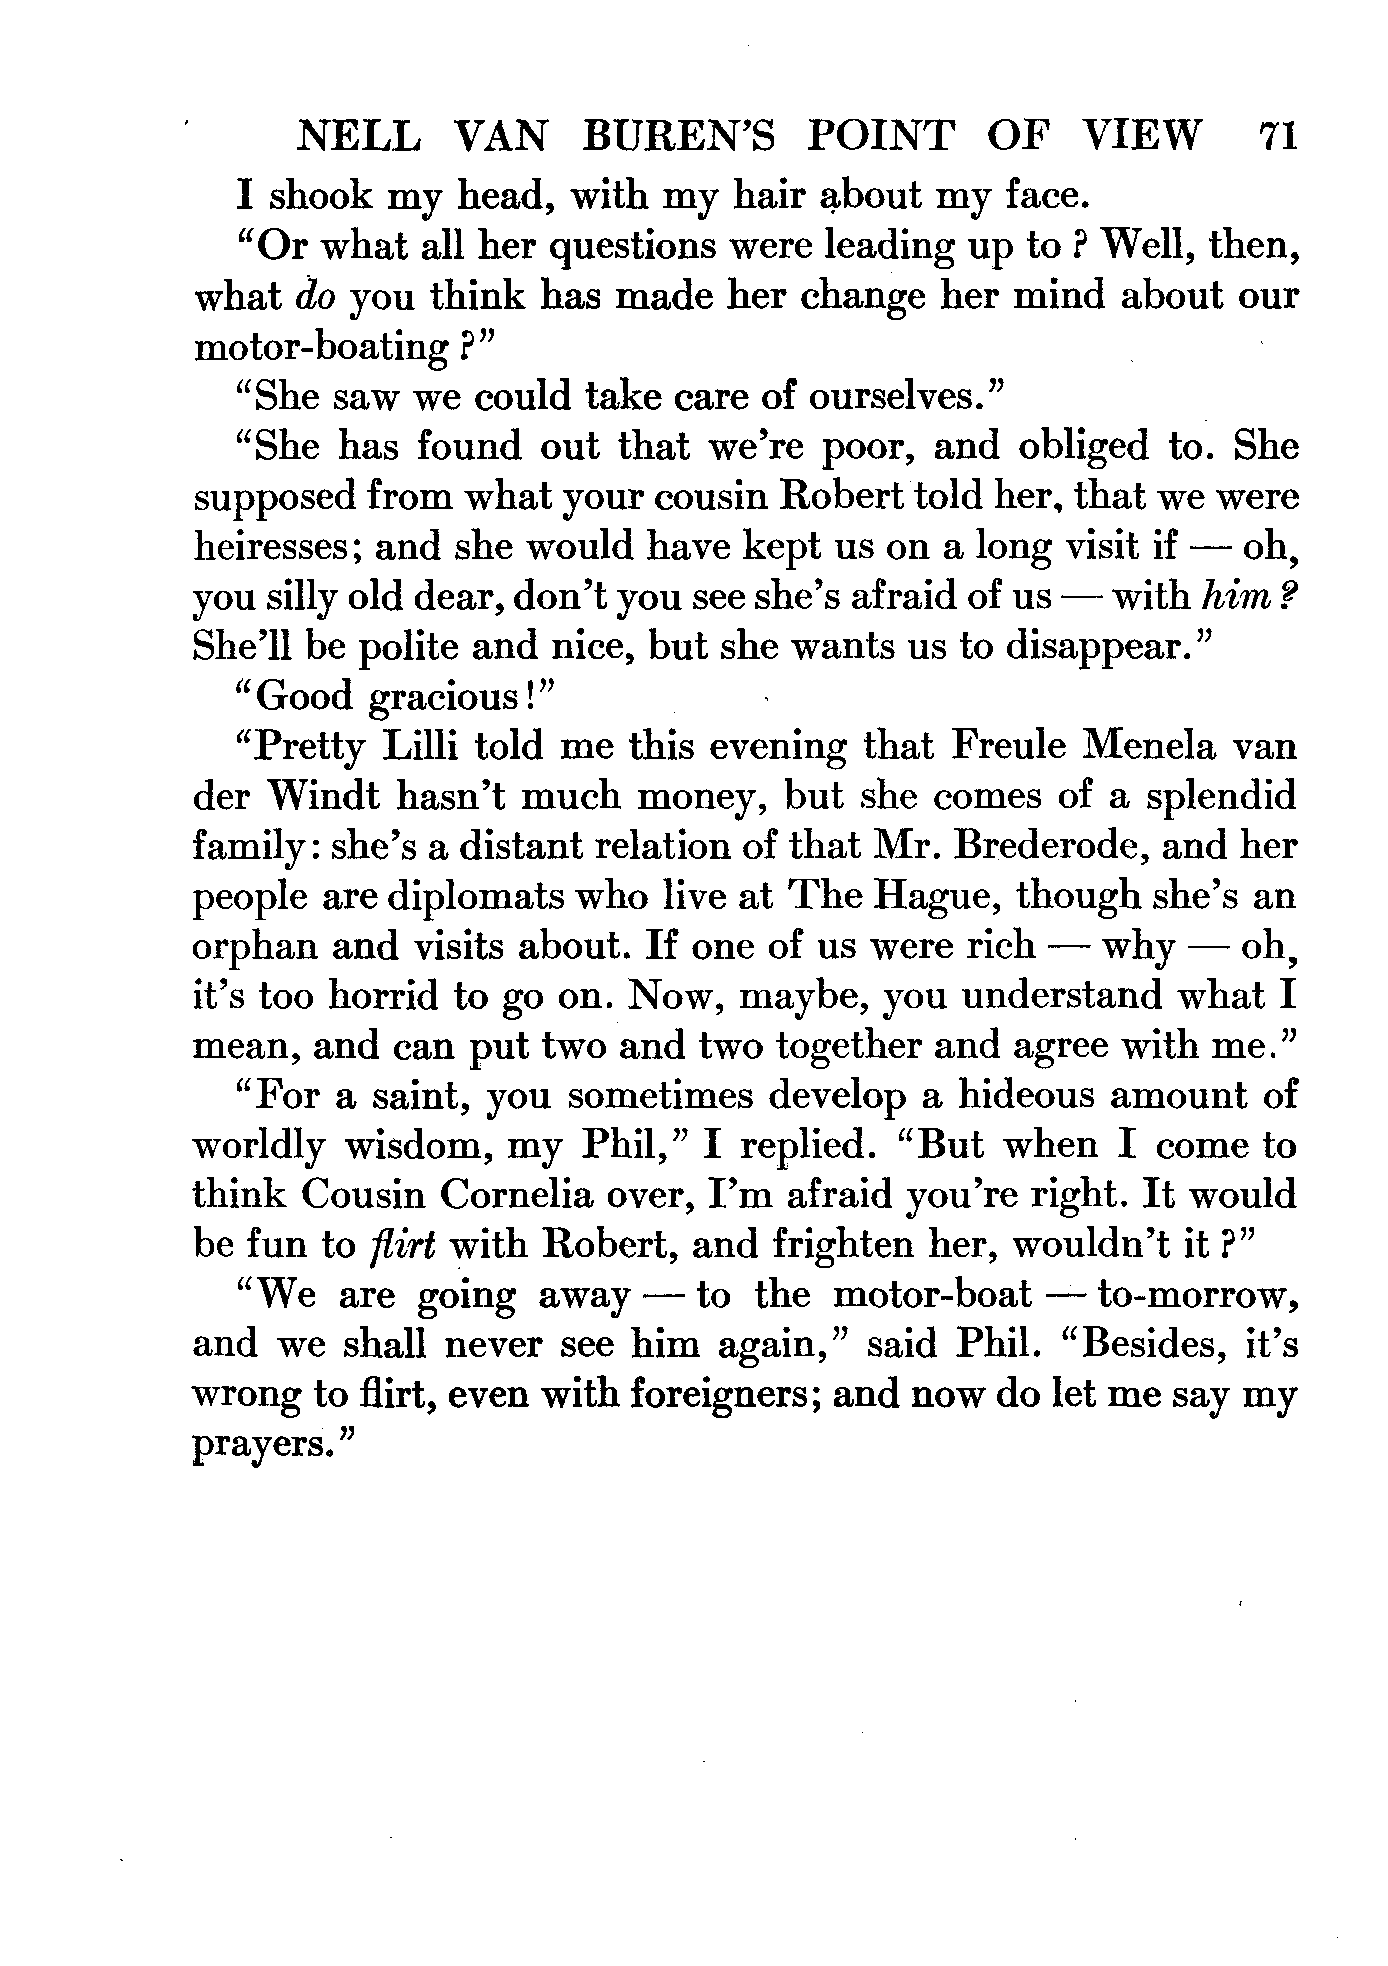 NELL VAN BUREN'S POINT OF VIEW 71
I shook my head, with my hair about my face.
“Or what all her questions were leading up to? Well, then,
what do you think has made her change her mind about our
motor-boating?”
“She saw we could take care of ourselves.”
“She has found out that we're poor, and obliged to. She
supposed from what your cousin Robert told her, that we were
heiresses; and she would have kept us on a long visit if — oh,
you silly old dear, don't you see she's afraid of us — with him?
She'll be polite and nice, but she wants us to disappear.”
“Good gracious!”
“Pretty Lilli told me this evening that Freule Menela van
der Windt hasn't much money, but she comes of a splendid
family: she's a distant relation of that Mr. Brederode, and her
people are diplomats who live at The Hague, though she's an
orphan and visits about. If one of us were rich — why — oh,
it's too horrid to go on. Now, maybe, you understand what I
mean, and can put two and two together and agree with me.”
“For a saint, you sometimes develop a hideous amount of
worldly wisdom, my Phil,” I replied. “But when I come to
think Cousin Cornelia over, I'm afraid you're right. It would
be fun to flirt with Robert, and frighten her, wouldn't it?”
“We are going away — to the motor-boat — to-morrow,
and we shall never see him again,” said Phil. “Besides, it's
wrong to flirt, even with foreigners; and now do let me say my
prayers.”